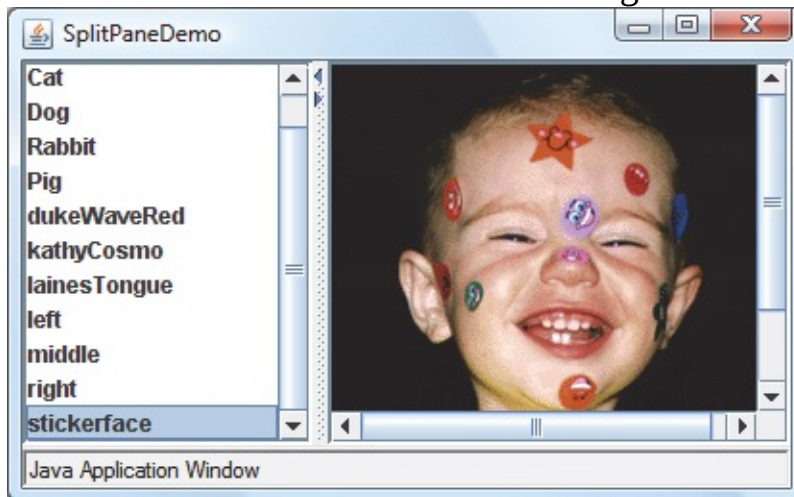 SplitPaneDemo
Cat
Dog
Rabbit
Pig
dukeWaveRed
kathyCosmo
lainesTongue
left
middle
right
stickerface
Java Application Window